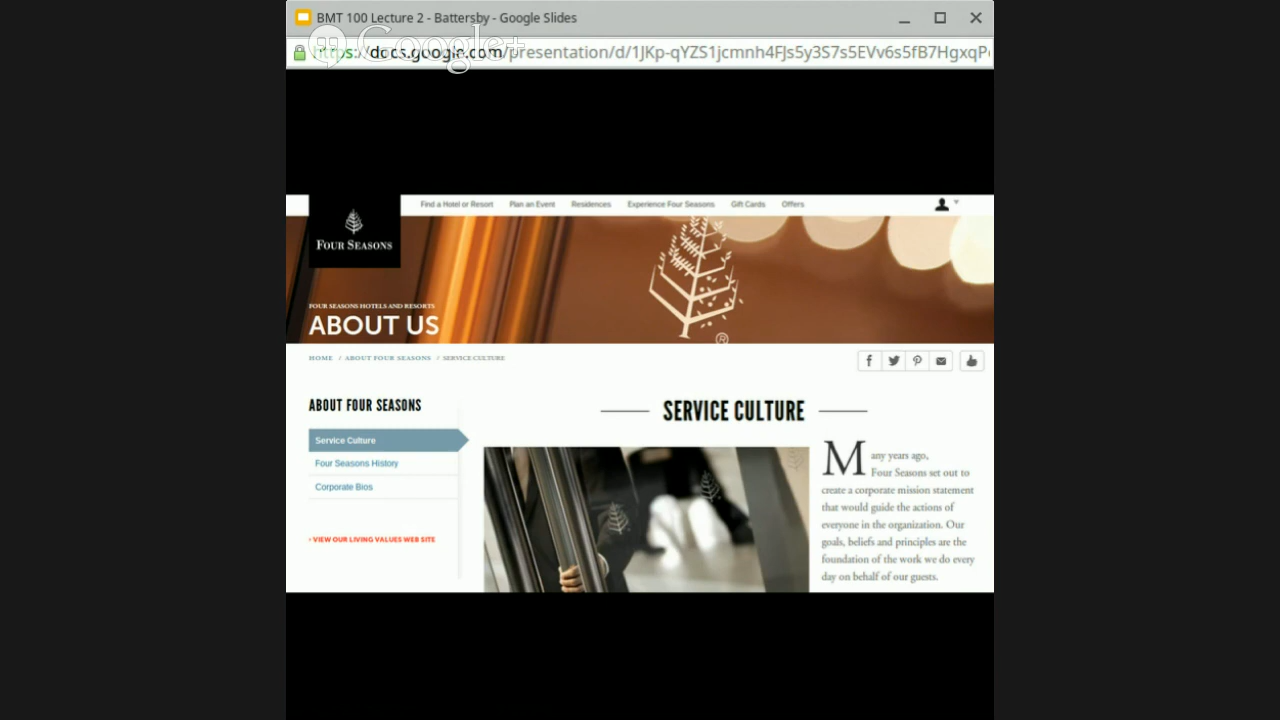 BMT 100 Lecture 2 - Battersby - Google Slides
Google+
https://docs.google.com/presentation/d/1JKp-qYZS1jcmnh4FJs5y3S7s5EVv6s5fB7HgxqP
Find a Hotel or Resort Plan an Event Residences Experience Four Seasons Gift Cards Offers
FOUR SEASONS
FOUR SEASONS HOTELS AND RESORTS
ABOUT US
HOME / ABOUT FOUR SEASONS / SERVICE CULTURE
ABOUT FOUR SEASONS
Service Culture
Four Seasons History
Corporate Bios
› VIEW OUR LIVING VALUES WEB SITE
SERVICE CULTURE
Many years ago,
Four Seasons set out to
create a corporate mission statement
that would guide the actions of
everyone in the organization. Our
goals, beliefs and principles are the
foundation of the work we do every
day on behalf of our guests.